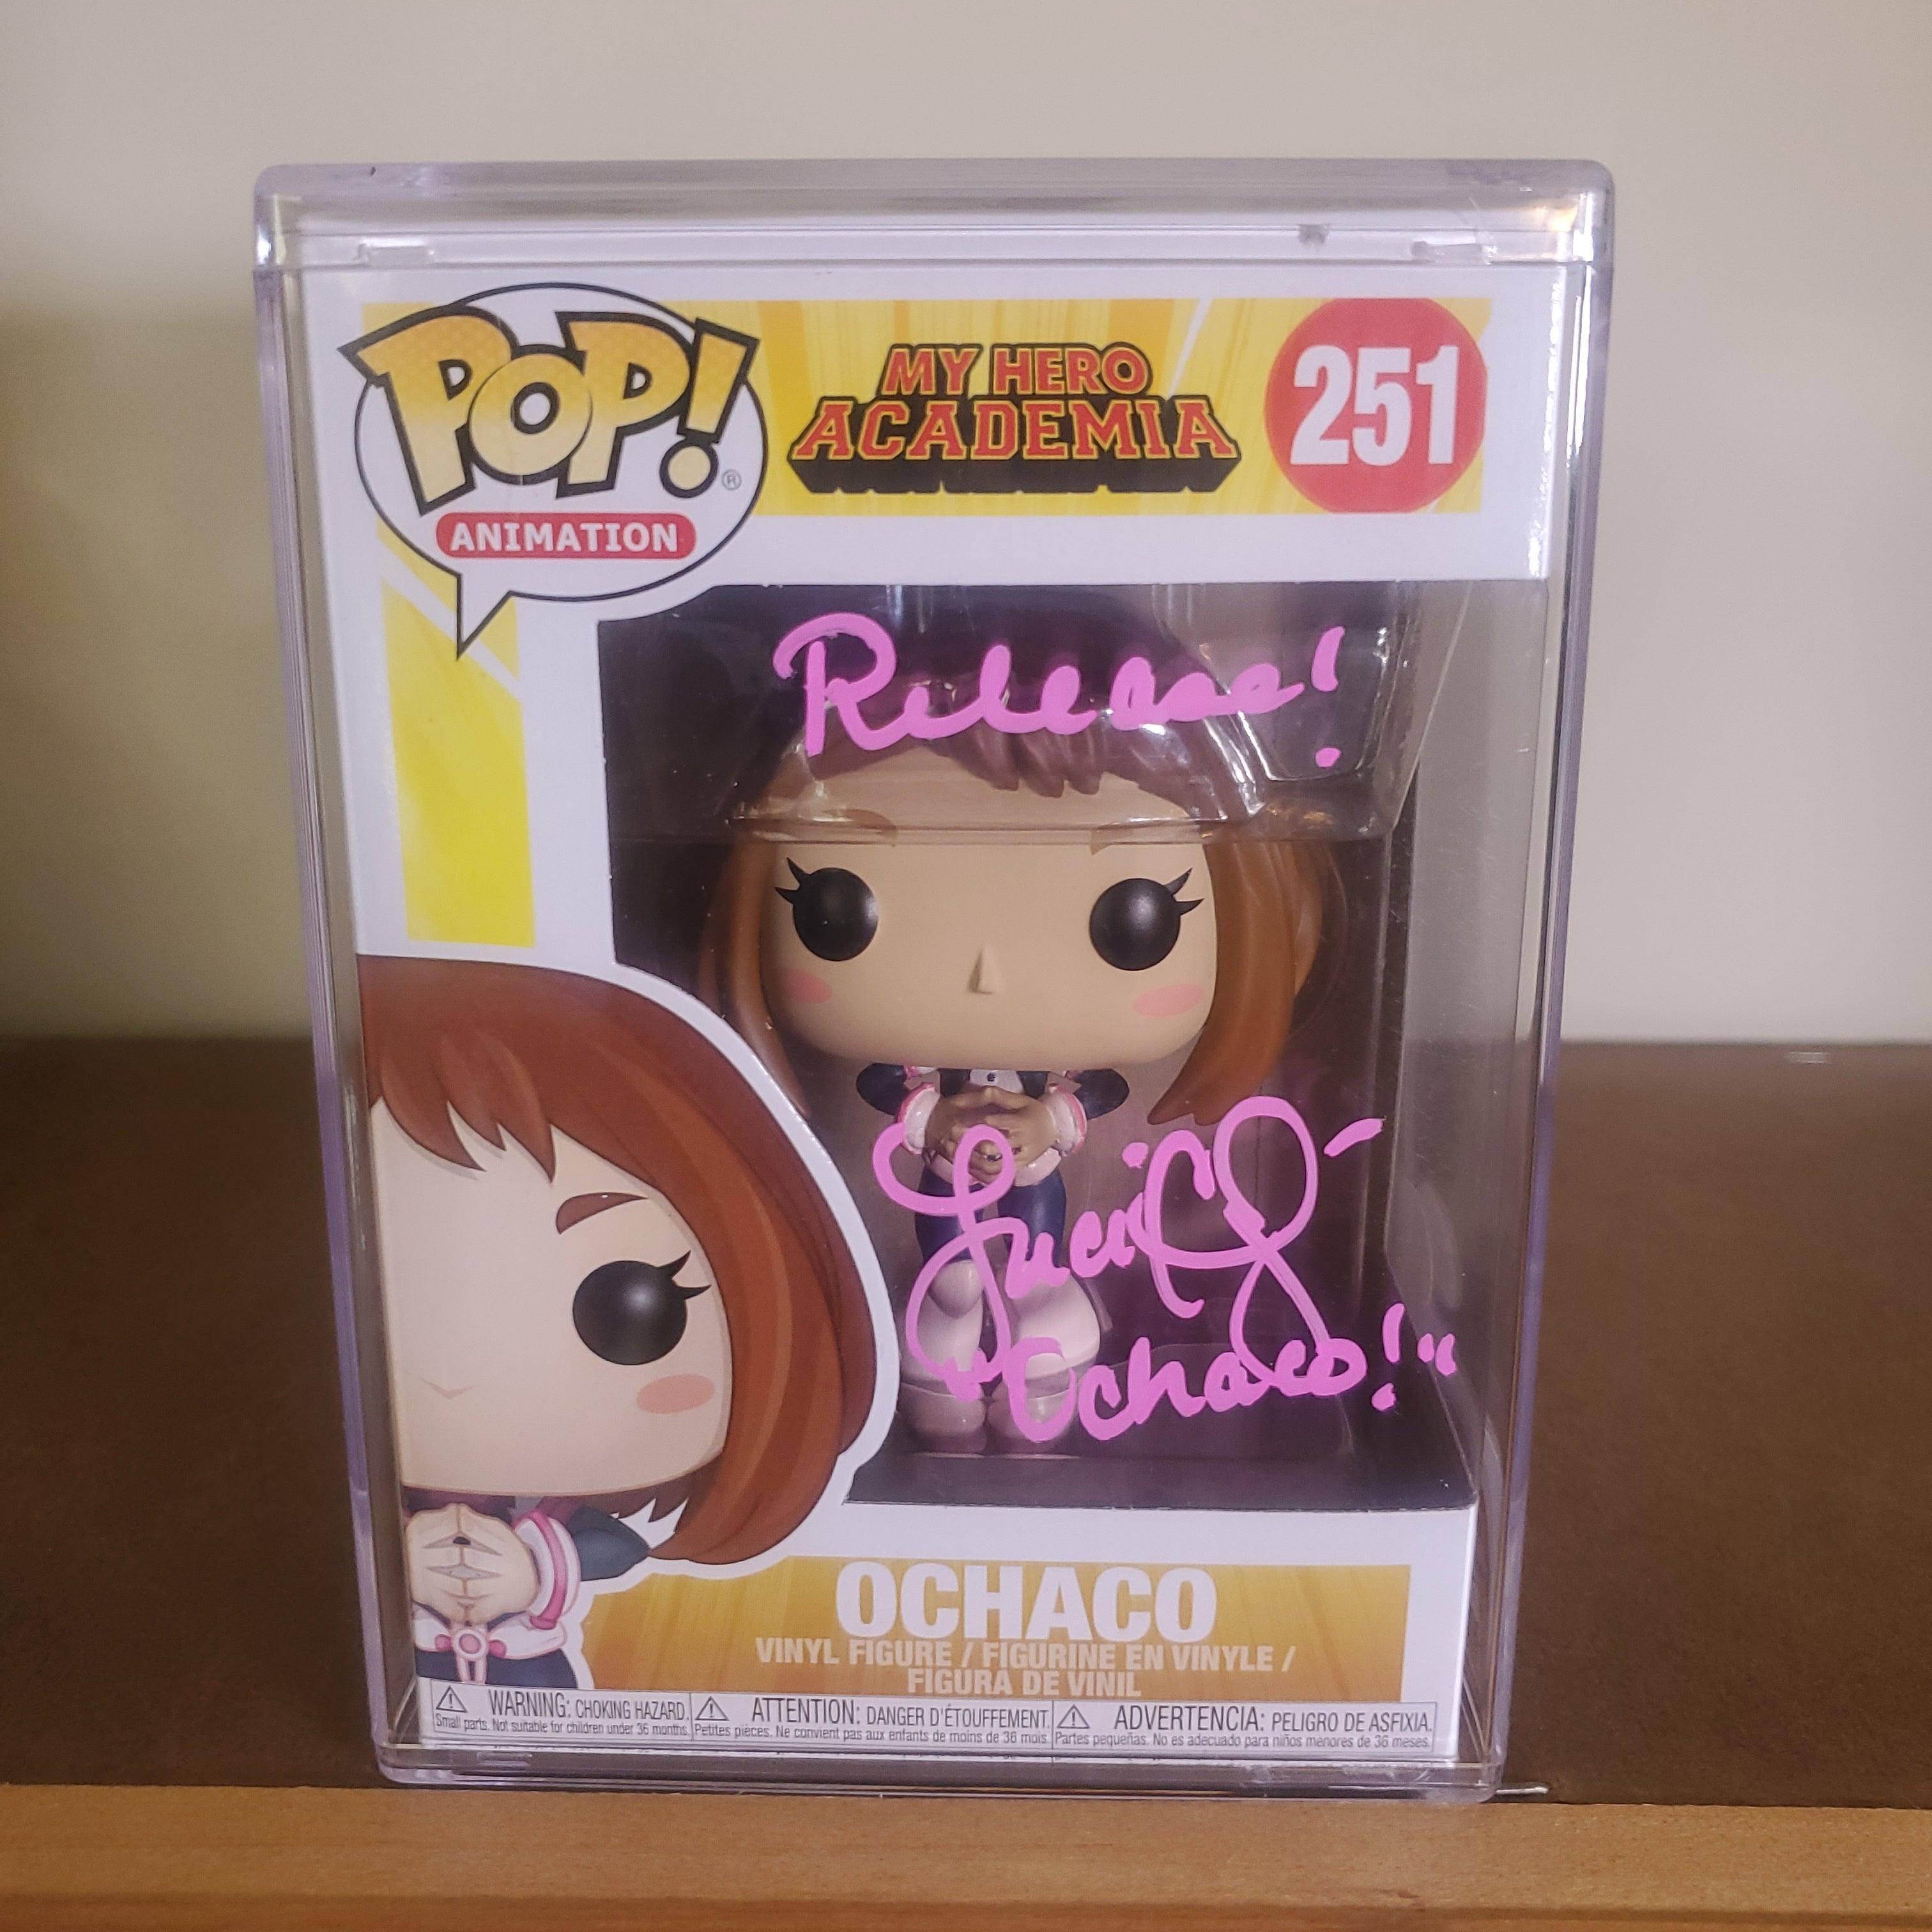 POP!®
ANIMATION
MY HERO
ACADEMIA
251
Release!
"Ochaco!"
OCHACO
VINYL FIGURE / FIGURINE EN VINYLE /
FIGURA DE VINIL
⚠ WARNING: CHOKING HAZARD.
Small parts. Not suitable for children under 36 months.
⚠ ATTENTION: DANGER D'ÉTOUFFEMENT.
Petites pièces. Ne convient pas aux enfants de moins de 36 mois.
⚠ ADVERTENCIA: PELIGRO DE ASFIXIA.
Partes pequeñas. No es adecuado para niños menores de 36 meses.